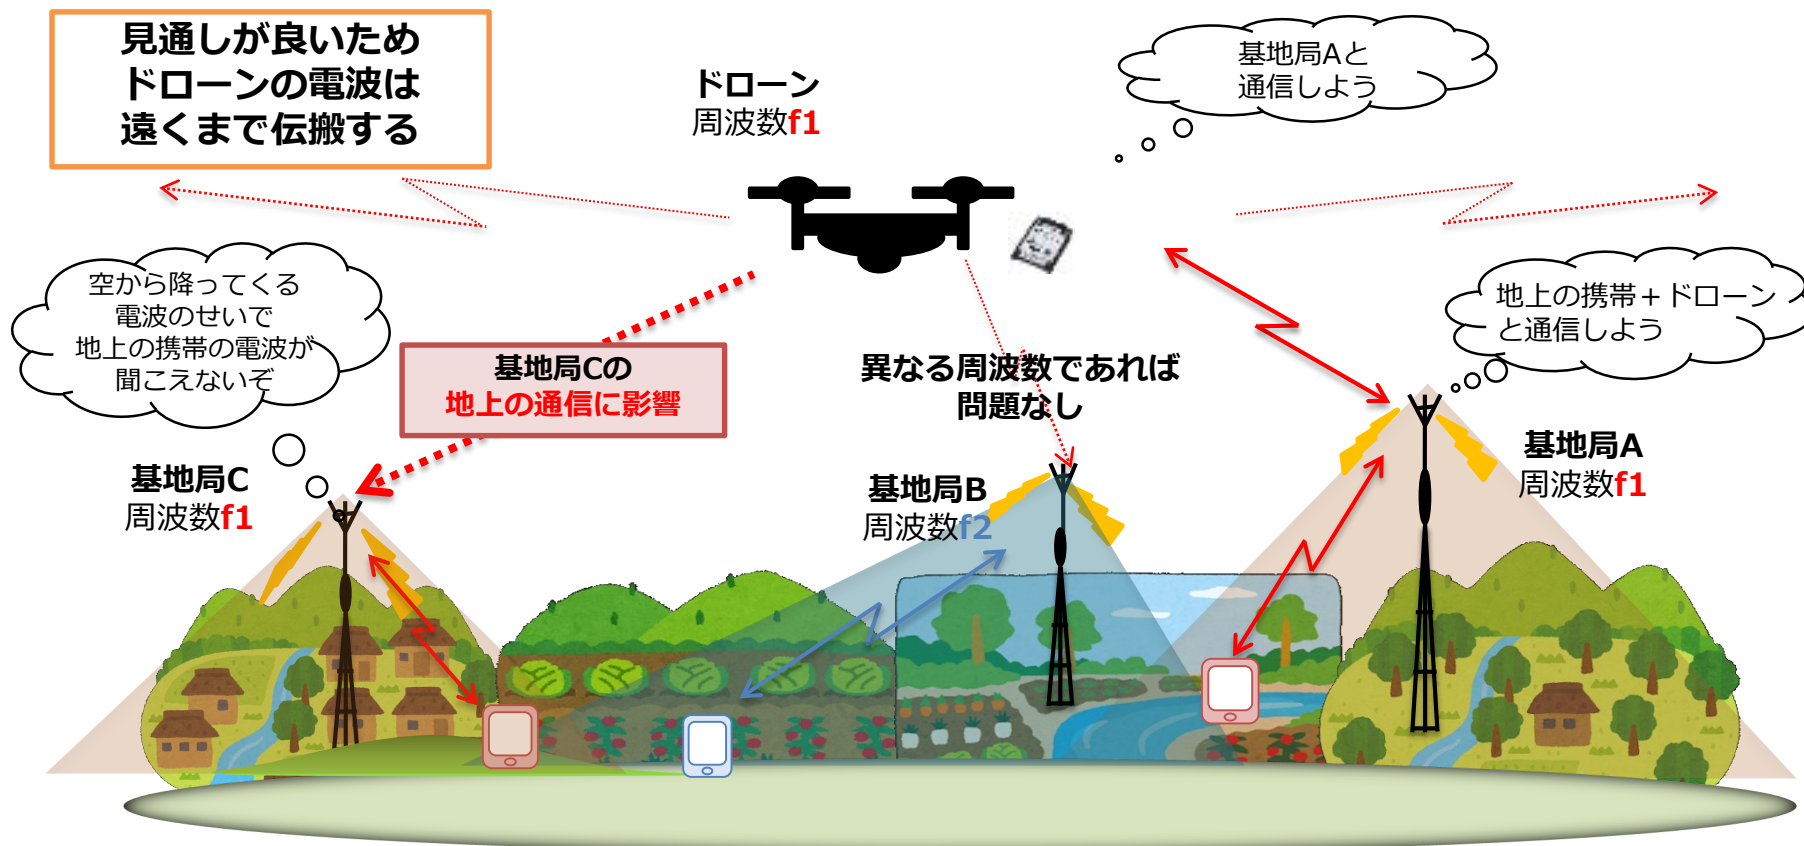 見通しが良いため
ドローンの電波は
遠くまで伝搬する
ドローン
周波数f1
基地局Aと
通信しよう
空から降ってくる
電波のせいで
地上の携帯の電波が
聞こえないぞ
基地局Cの
地上の通信に影響
異なる周波数であれば
問題なし
地上の携帯+ドローン
と通信しよう
基地局C
周波数f1
基地局B
周波数f2
基地局A
周波数f1